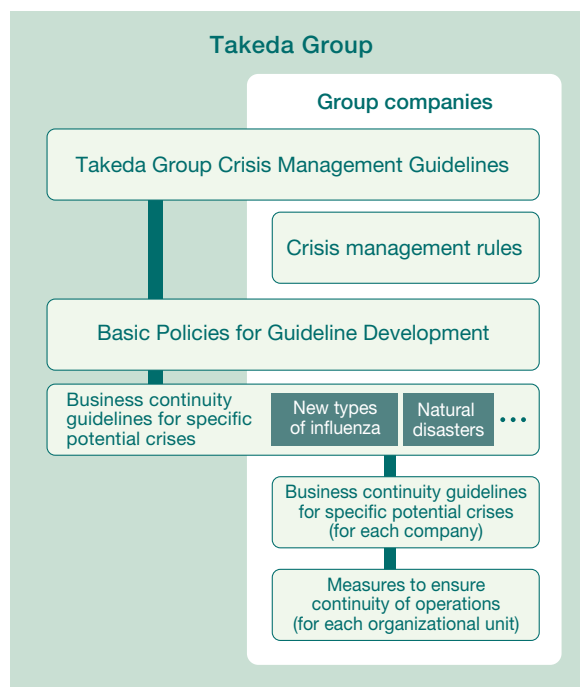 Takeda Group
Group companies
Takeda Group Crisis Management Guidelines
Crisis management rules
Basic Policies for Guideline Development
Business continuity
guidelines for specific
potential crises
New types
of influenza
Natural
disasters
•••
Business continuity guidelines
for specific potential crises
(for each company)
Measures to ensure
continuity of operations
(for each organizational unit)